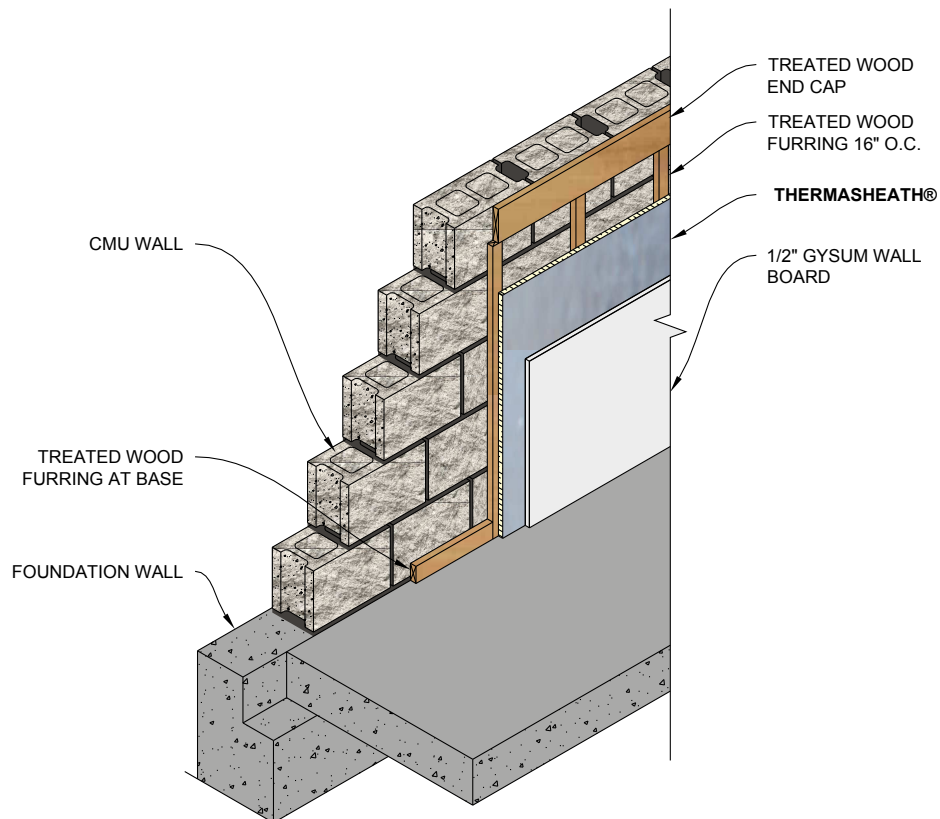 TREATED WOOD
END CAP
TREATED WOOD
FURRING 16" O.C.
THERMASHEATH®
1/2" GYSUM WALL
BOARD
CMU WALL
TREATED WOOD
FURRING AT BASE
FOUNDATION WALL